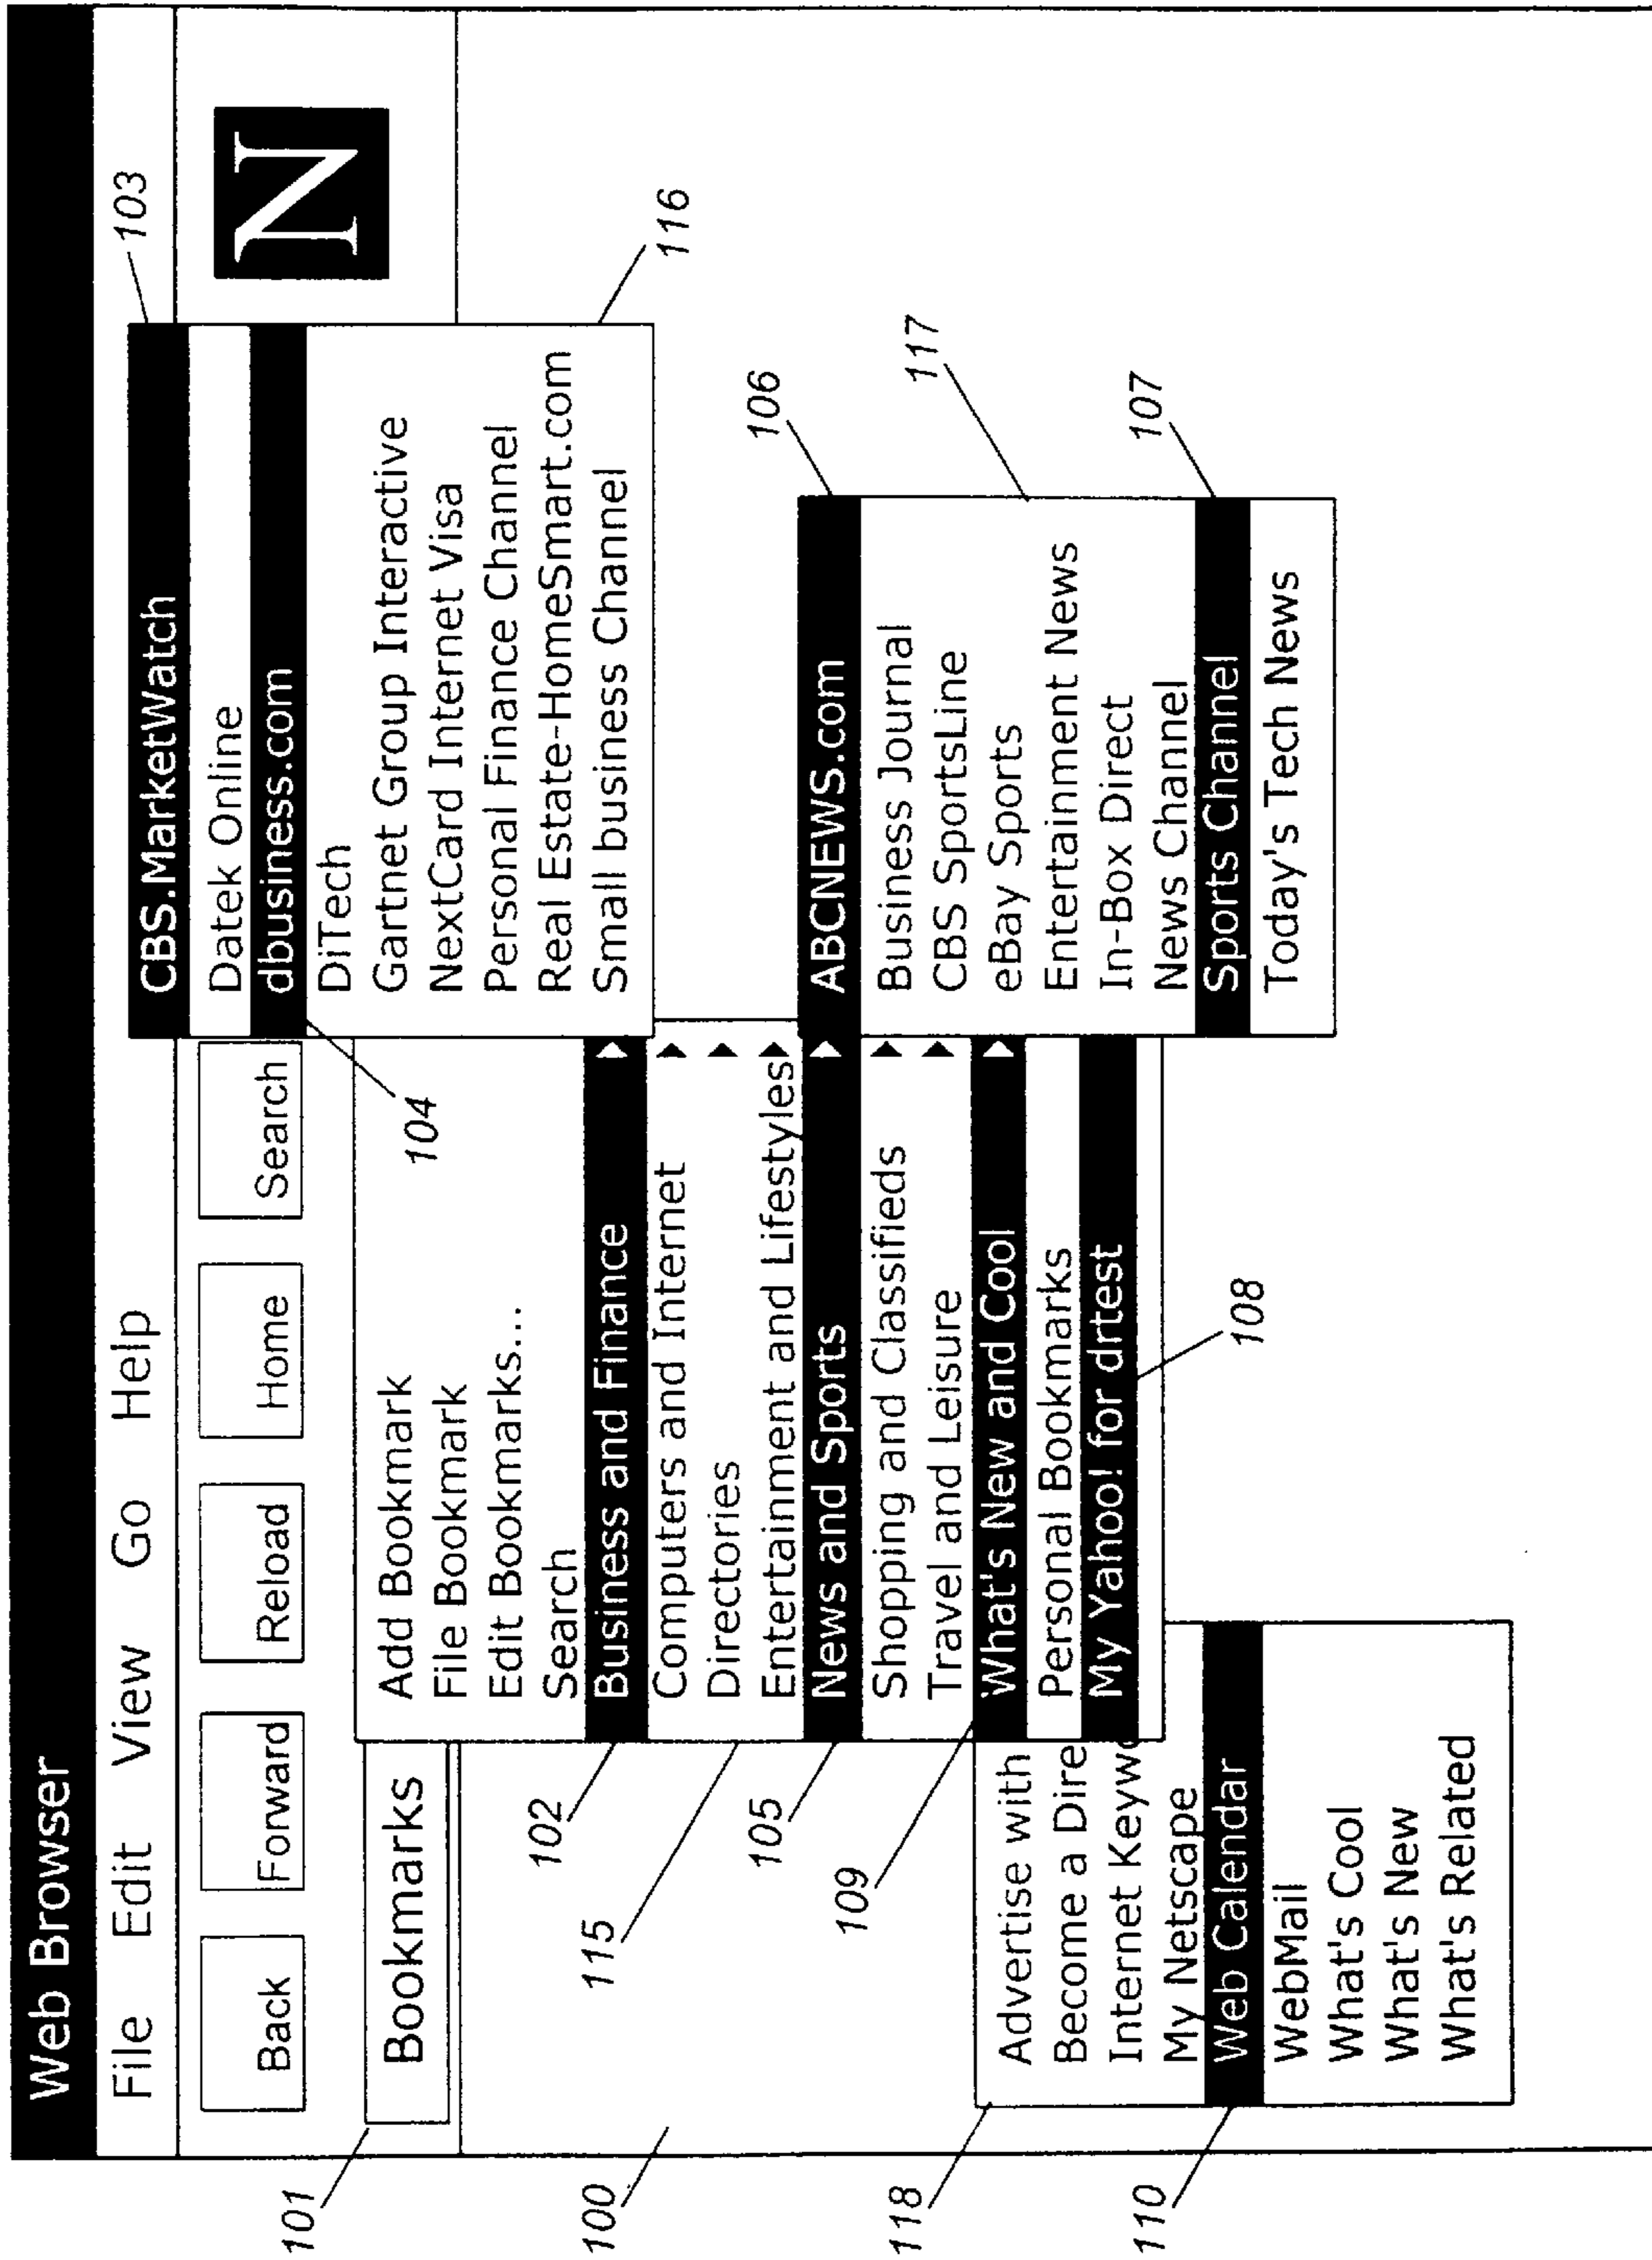 Web Browser
File Edit View Go Help
Back Forward Reload Home Search
N
Bookmarks
101
100
103
CBS.MarketWatch
Datek Online
dbusiness.com
DiTech
Gartnet Group Interactive
NextCard Internet Visa
Personal Finance Channel
Real Estate-HomeSmart.com
Small business Channel
104
116
Add Bookmark
File Bookmark
Edit Bookmarks...
Search
Business and Finance
Computers and Internet
Directories
Entertainment and Lifestyles
News and Sports
Shopping and Classifieds
Travel and Leisure
What's New and Cool
Personal Bookmarks
My Yahoo! for drtest
102
115
105
109
108
106
ABCNEWS.com
Business Journal
CBS SportsLine
eBay Sports
Entertainment News
In-Box Direct
News Channel
Sports Channel
Today's Tech News
117
107
118
Advertise with
Become a Dire
Internet Keywo
My Netscape
Web Calendar
WebMail
What's Cool
What's New
What's Related
110